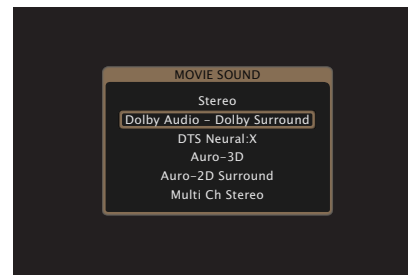 MOVIE SOUND
Stereo
Dolby Audio – Dolby Surround
DTS Neural:X
Auro–3D
Auro–2D Surround
Multi Ch Stereo